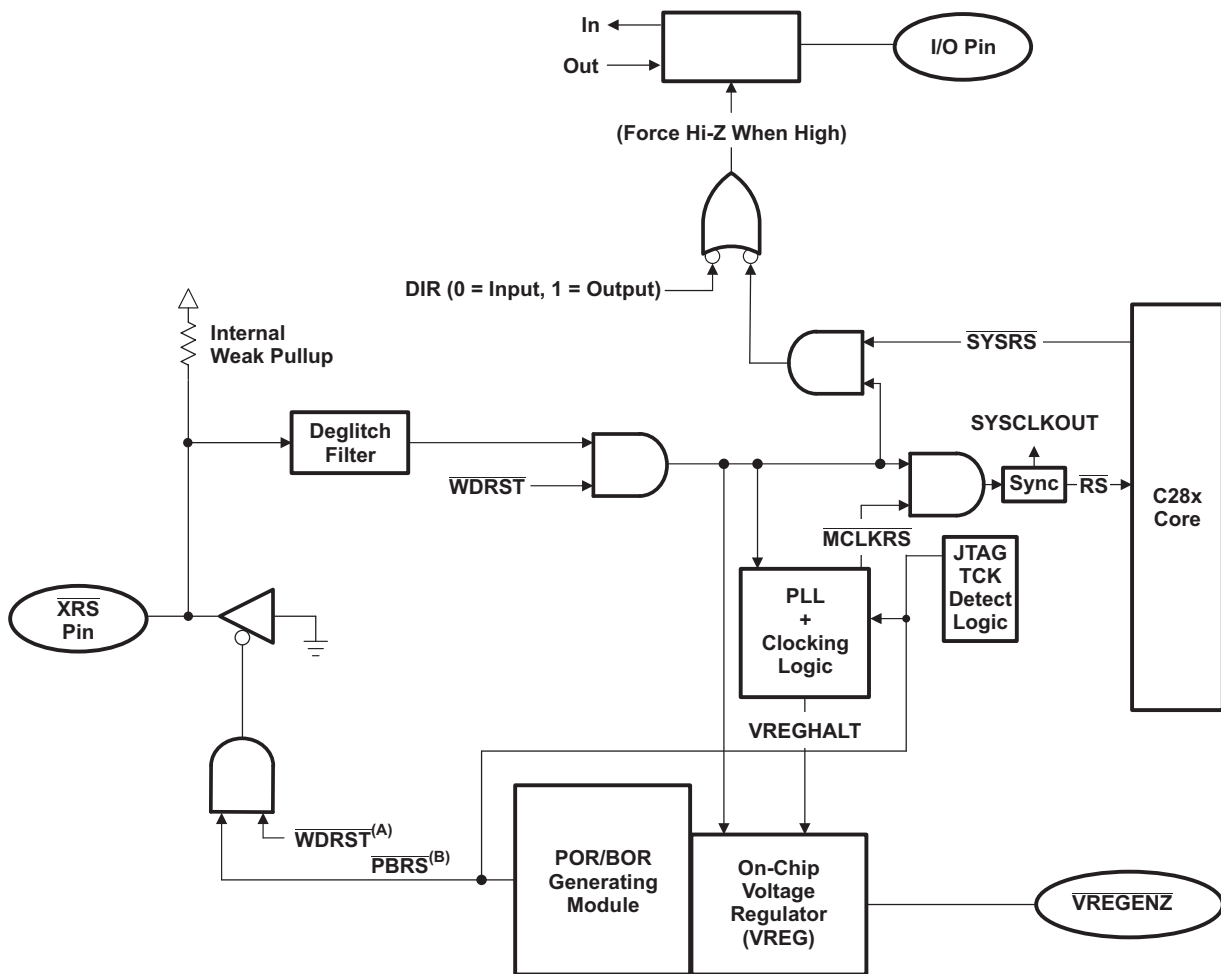 In
Out
I/O Pin
(Force Hi-Z When High)
DIR (0 = Input, 1 = Output)
Internal
Weak Pullup
SYSRS
Deglitch
Filter
WDRST
SYSCLKOUT
Sync
RS
C28x
Core
MCLKRS
JTAG
TCK
Detect
Logic
XRS
Pin
PLL
+
Clocking
Logic
VREGHALT
WDRST(A)
PBRS(B)
POR/BOR
Generating
Module
On-Chip
Voltage
Regulator
(VREG)
VREGENZ